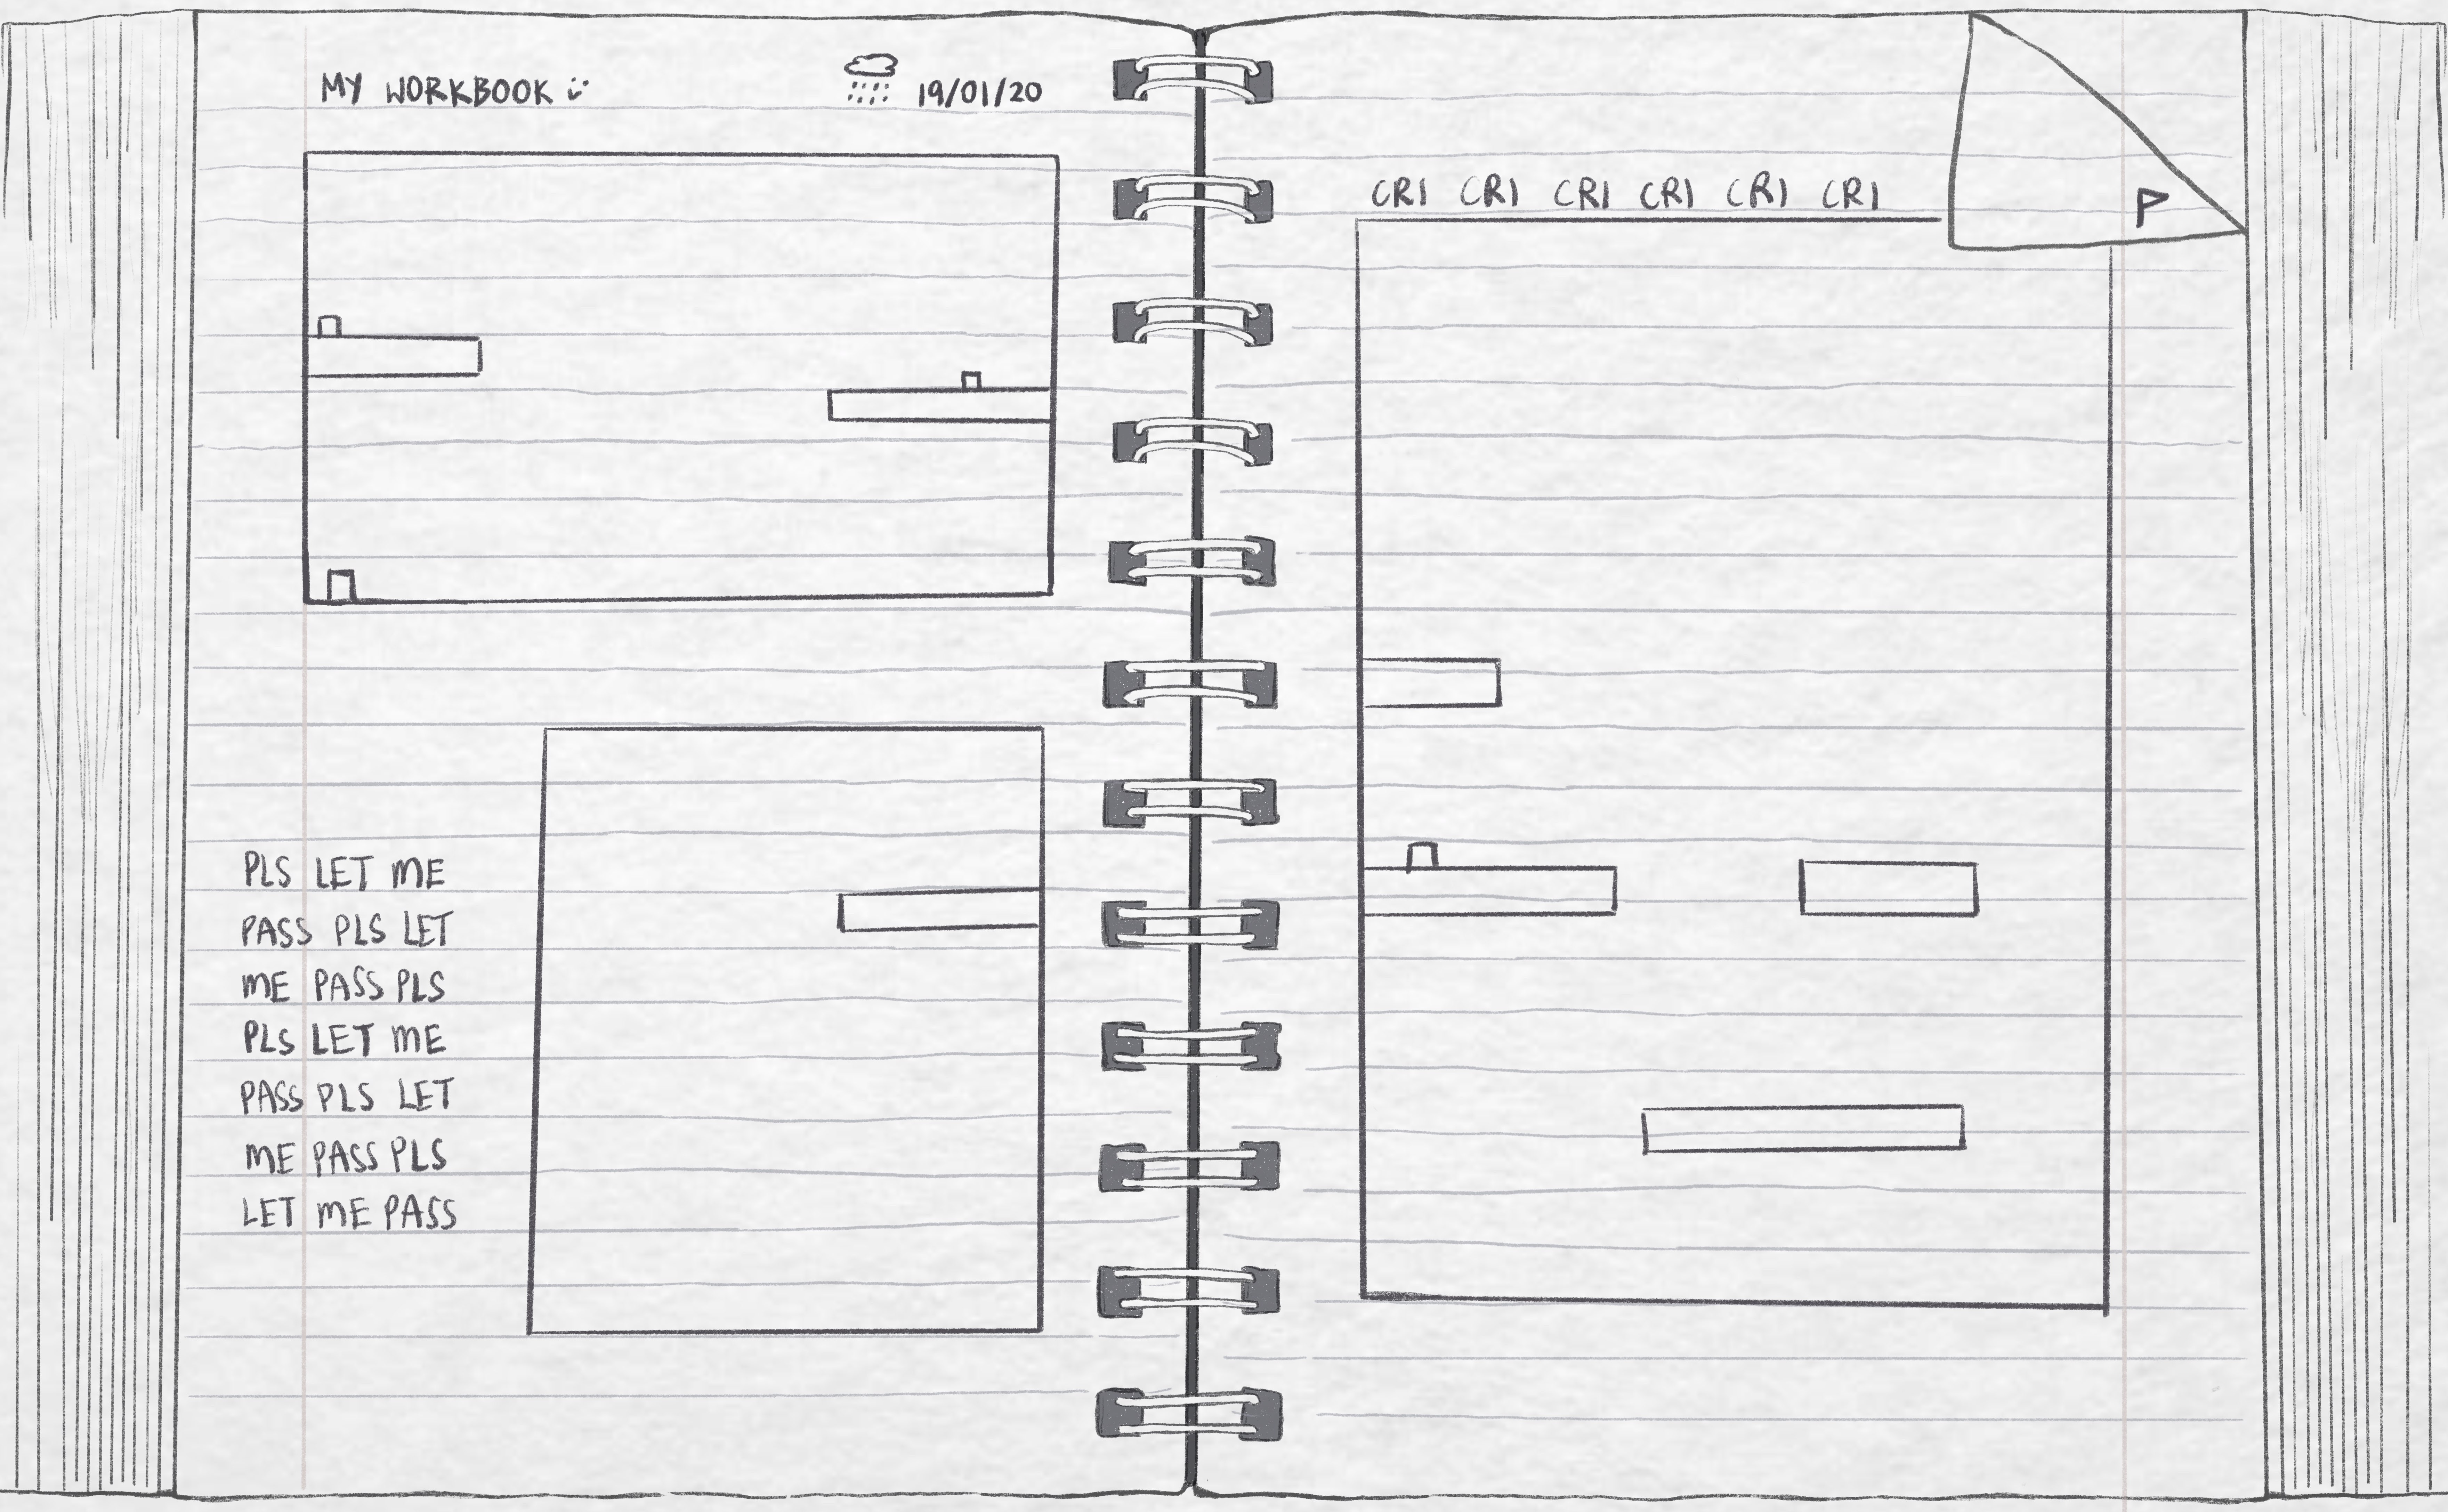 MY WORKBOOK :)
19/01/20
PLS LET ME
PASS PLS LET
ME PASS PLS
PLS LET ME
PASS PLS LET
ME PASS PLS
LET ME PASS
CRI CRI CRI CRI CRI CRI
P